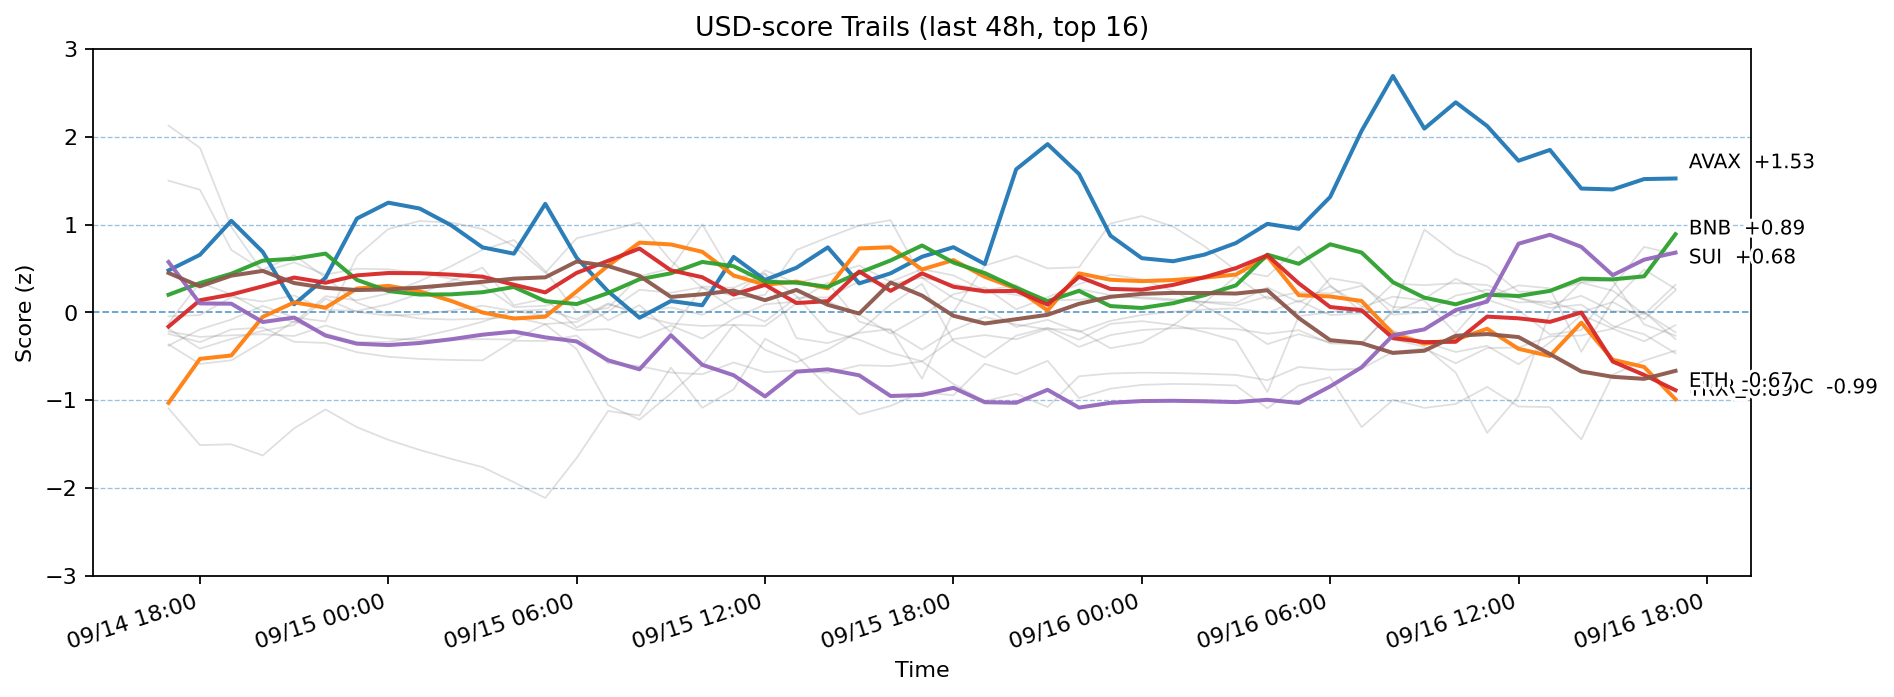 USD-score Trails (last 48h, top 16)
Score (z)
3
2
1
0
−1
−2
−3
AVAX +1.53
BNB +0.89
SUI +0.68
ETH -0.67
TRX -0.89
-0.99
09/14 18:00
09/15 00:00
09/15 06:00
09/15 12:00
09/15 18:00
09/16 00:00
09/16 06:00
09/16 12:00
09/16 18:00
Time